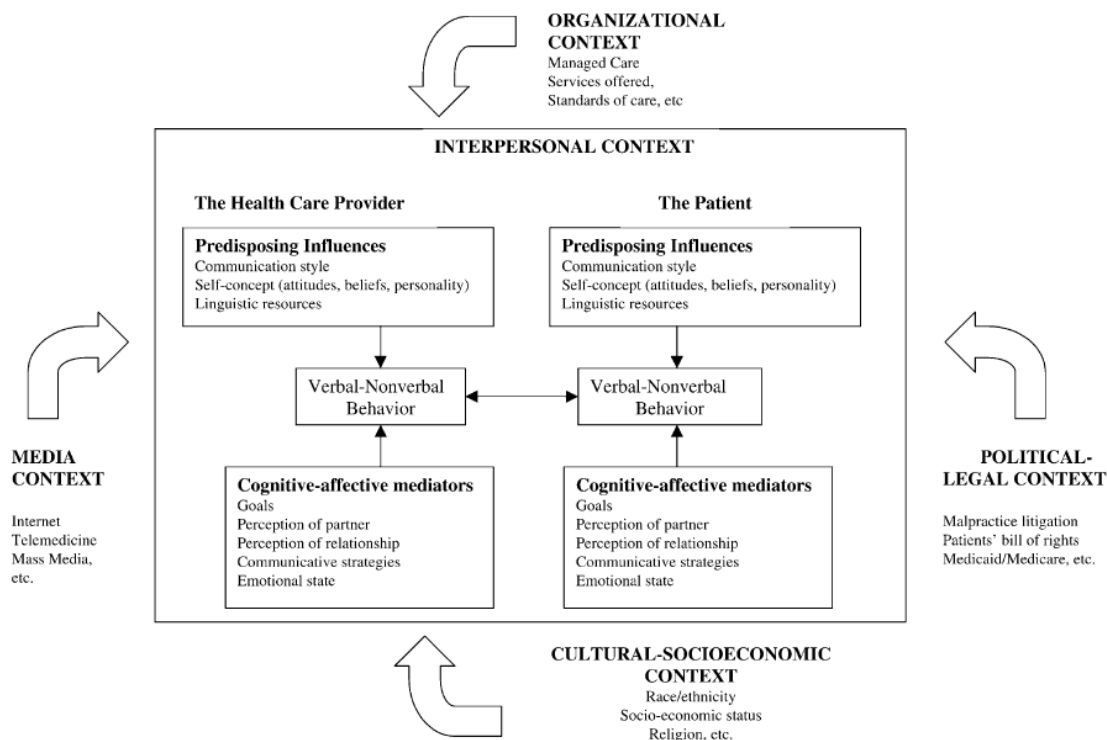 ORGANIZATIONAL
CONTEXT
Managed Care
Services offered,
Standards of care, etc
INTERPERSONAL CONTEXT
The Health Care Provider
The Patient
Predisposing Influences
Communication style
Self-concept (attitudes, beliefs, personality)
Linguistic resources
Predisposing Influences
Communication style
Self-concept (attitudes, beliefs, personality)
Linguistic resources
Verbal-Nonverbal
Behavior
Verbal-Nonverbal
Behavior
Cognitive-affective mediators
Goals
Perception of partner
Perception of relationship
Communicative strategies
Emotional state
Cognitive-affective mediators
Goals
Perception of partner
Perception of relationship
Communicative strategies
Emotional state
MEDIA
CONTEXT
Internet
Telemedicine
Mass Media,
etc.
POLITICAL-
LEGAL CONTEXT
Malpractice litigation
Patients' bill of rights
Medicaid/Medicare, etc.
CULTURAL-SOCIOECONOMIC
CONTEXT
Race/ethnicity
Socio-economic status
Religion, etc.